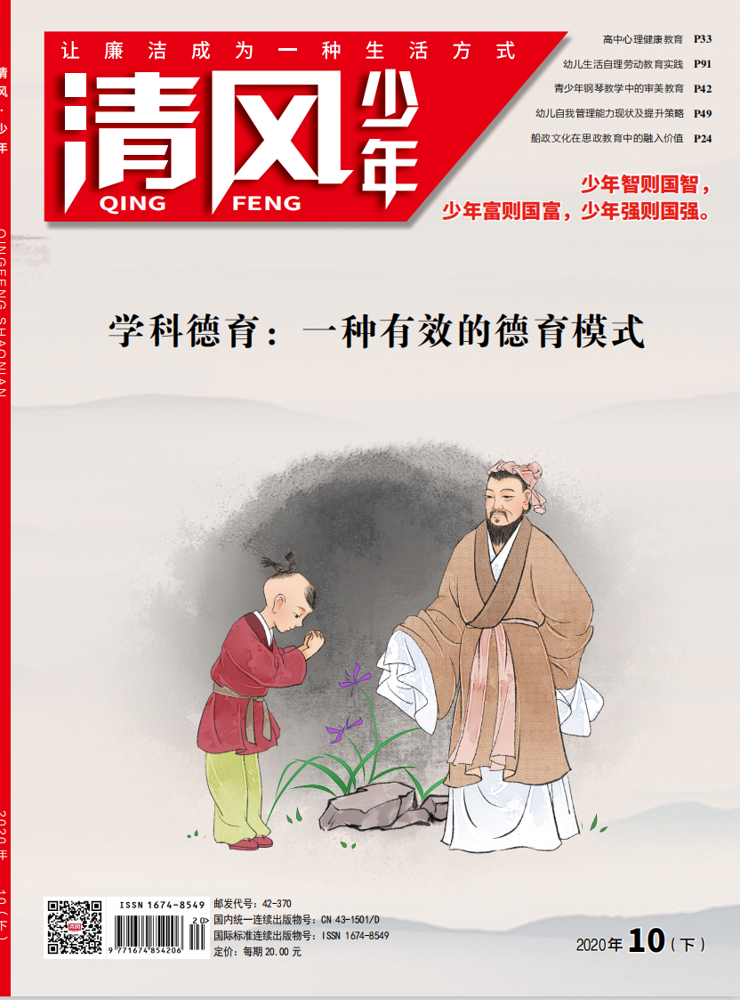 让廉洁成为一种生活方式
清风少年
QING FENG
高中心理健康教育 P33
幼儿生活自理劳动教育实践 P91
青少年钢琴教学中的审美教育 P42
幼儿自我管理能力现状及提升策略 P49
船政文化在思政教育中的融入价值 P24
少年智则国智，
少年富则国富，少年强则国强。
学科德育：一种有效的德育模式
清风·少年
QINGFENG SHAONIAN
2020年
10（下）
清风
ISSN 1674-8549
20>
9 771674 854206
邮发代号：42-370
国内统一连续出版物号：CN 43-1501/D
国际标准连续出版物号：ISSN 1674-8549
定价：每期 20.00 元
2020年 10（下）